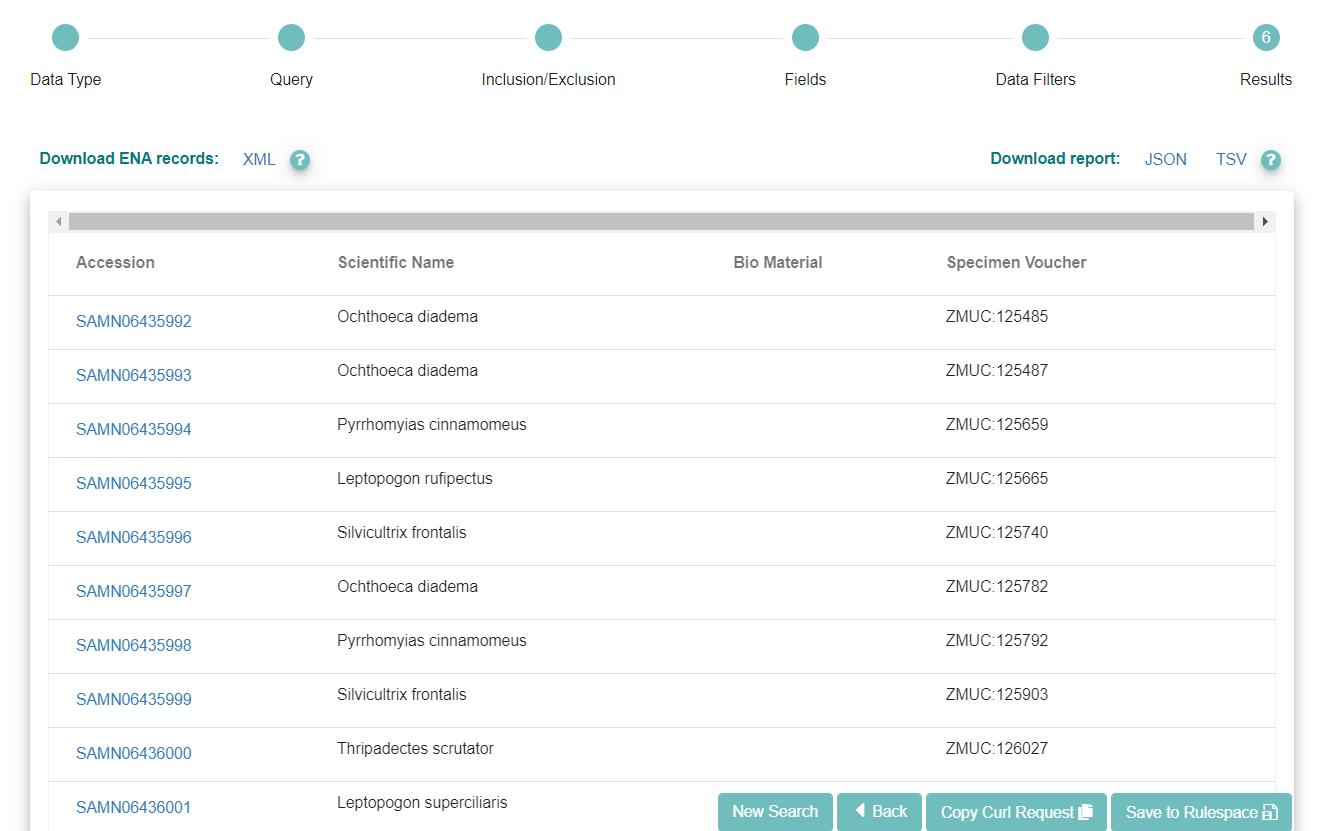 6
Data Type Query Inclusion/Exclusion Fields Data Filters Results
Download ENA records: XML ? Download report: JSON TSV ?
Accession Scientific Name Bio Material Specimen Voucher
SAMN06435992 Ochthoeca diadema ZMUC:125485
SAMN06435993 Ochthoeca diadema ZMUC:125487
SAMN06435994 Pyrrhomyias cinnamomeus ZMUC:125659
SAMN06435995 Leptopogon rufipectus ZMUC:125665
SAMN06435996 Silvicultrix frontalis ZMUC:125740
SAMN06435997 Ochthoeca diadema ZMUC:125782
SAMN06435998 Pyrrhomyias cinnamomeus ZMUC:125792
SAMN06435999 Silvicultrix frontalis ZMUC:125903
SAMN06436000 Thripadectes scrutator ZMUC:126027
SAMN06436001 Leptopogon superciliaris
New Search Back Copy Curl Request Save to Rulespace